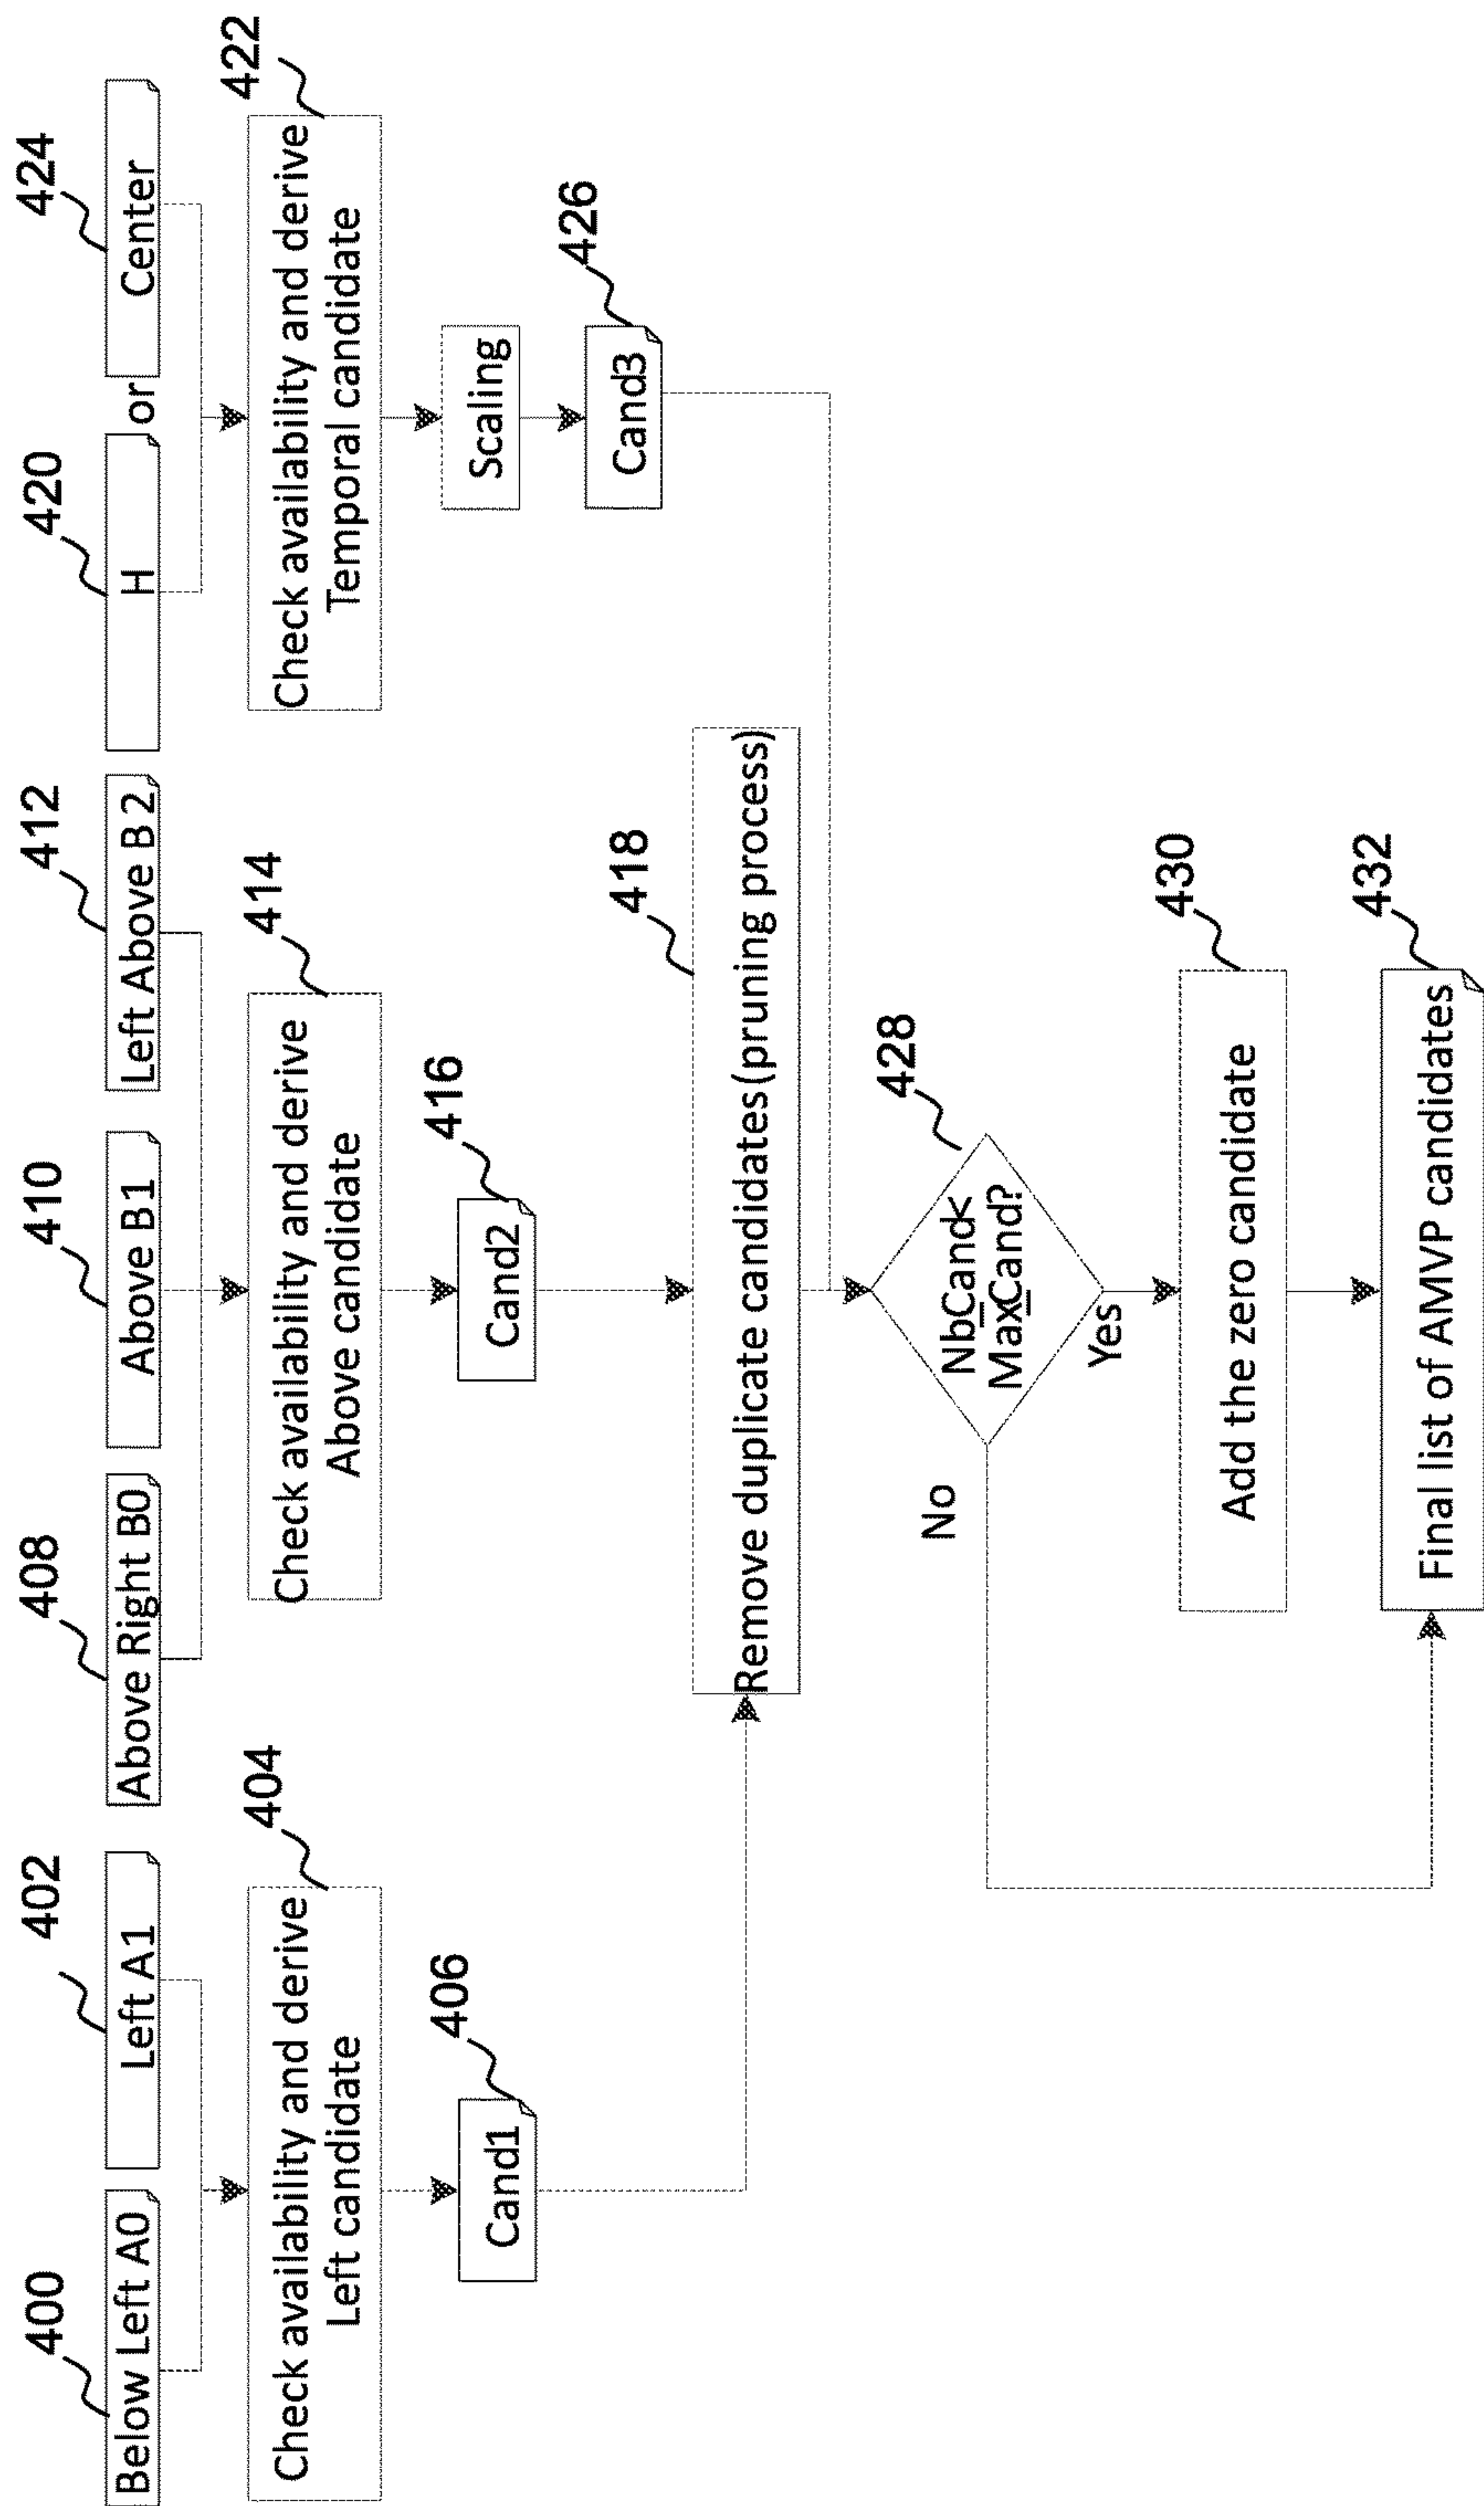 400
402
408
410
412
420
424
Below Left A0
Left A1
Above Right B0
Above B1
Left Above B2
H
or
Center
404
414
422
Check availability and derive
Left candidate
Check availability and derive
Above candidate
Check availability and derive
Temporal candidate
406
416
Cand1
Cand2
Scaling
426
Cand3
418
Remove duplicate candidates(pruning process)
428
NbCand<
MaxCand?
No
Yes
430
Add the zero candidate
432
Final list of AMVP candidates